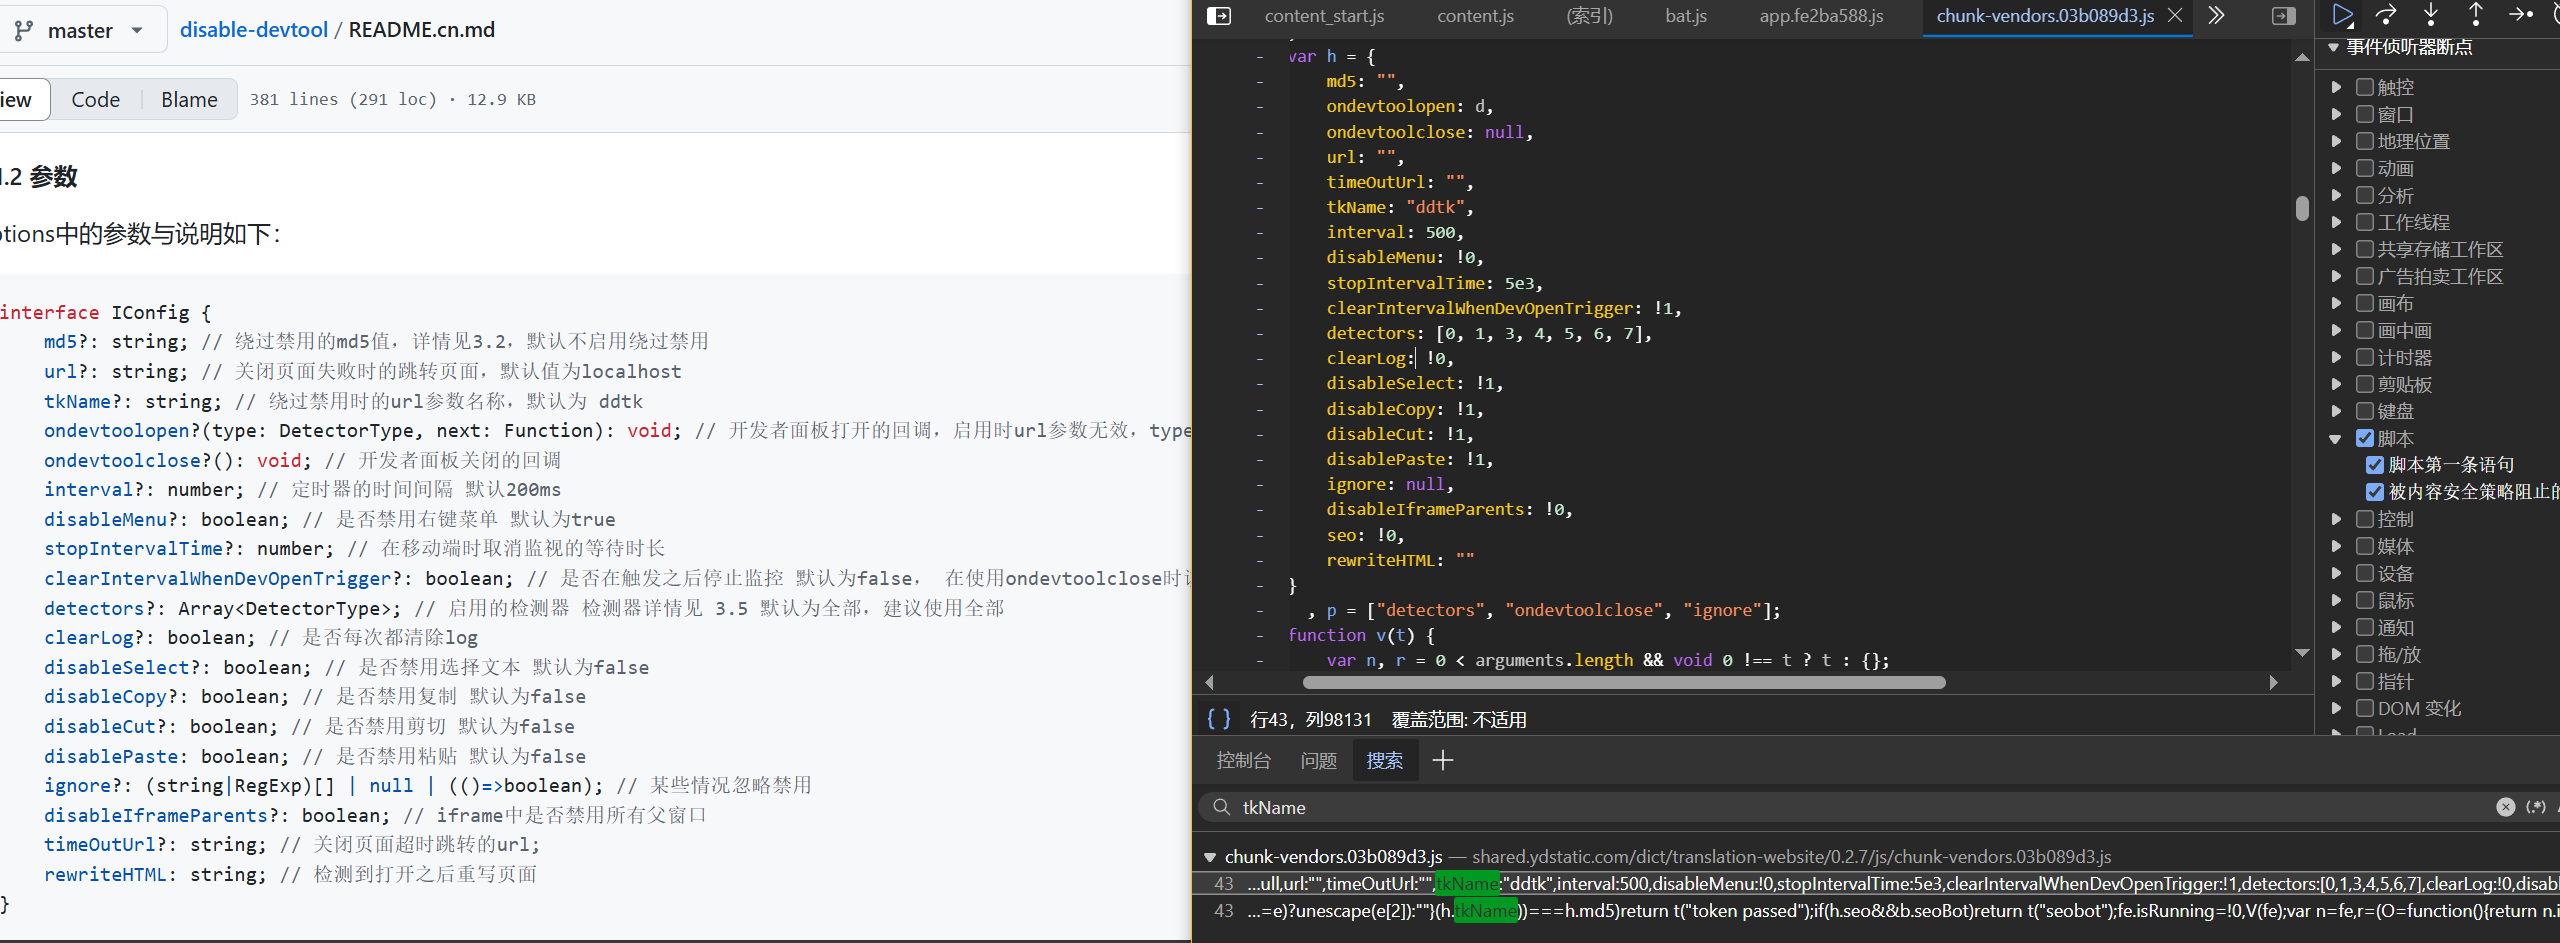 master
disable-devtool / README.cn.md
iew Code Blame 381 lines (291 loc) · 12.9 KB
.2 参数
otions中的参数与说明如下：
interface IConfig {
md5?: string; // 绕过禁用的md5值，详情见3.2，默认不启用绕过禁用
url?: string; // 关闭页面失败时的跳转页面，默认值为localhost
tkName?: string; // 绕过禁用时的url参数名称，默认为 ddtk
ondevtoolopen?(type: DetectorType, next: Function): void; // 开发者面板打开的回调，启用时url参数无效，type
ondevtoolclose?(): void; // 开发者面板关闭的回调
interval?: number; // 定时器的时间间隔 默认200ms
disableMenu?: boolean; // 是否禁用右键菜单 默认为true
stopIntervalTime?: number; // 在移动端时取消监视的等待时长
clearIntervalWhenDevOpenTrigger?: boolean; // 是否在触发之后停止监控 默认为false， 在使用ondevtoolclose时
detectors?: Array<DetectorType>; // 启用的检测器 检测器详情见 3.5 默认为全部，建议使用全部
clearLog?: boolean; // 是否每次都清除log
disableSelect?: boolean; // 是否禁用选择文本 默认为false
disableCopy?: boolean; // 是否禁用复制 默认为false
disableCut?: boolean; // 是否禁用剪切 默认为false
disablePaste: boolean; // 是否禁用粘贴 默认为false
ignore?: (string|RegExp)[] | null | (()=>boolean); // 某些情况忽略禁用
disableIframeParents?: boolean; // iframe中是否禁用所有父窗口
timeOutUrl?: string; // 关闭页面超时跳转的url;
rewriteHTML: string; // 检测到打开之后重写页面
}
content_start.js content.js (索引) bat.js app.fe2ba588.js chunk-vendors.03b089d3.js
- var h = {
- md5: "",
- ondevtoolopen: d,
- ondevtoolclose: null,
- url: "",
- timeOutUrl: "",
- tkName: "ddtk",
- interval: 500,
- disableMenu: !0,
- stopIntervalTime: 5e3,
- clearIntervalWhenDevOpenTrigger: !1,
- detectors: [0, 1, 3, 4, 5, 6, 7],
- clearLog: !0,
- disableSelect: !1,
- disableCopy: !1,
- disableCut: !1,
- disablePaste: !1,
- ignore: null,
- disableIframeParents: !0,
- seo: !0,
- rewriteHTML: ""
- }
- , p = ["detectors", "ondevtoolclose", "ignore"];
- function v(t) {
- var n, r = 0 < arguments.length && void 0 !== t ? t : {};
{ } 行43，列98131 覆盖范围: 不适用
控制台 问题 搜索
tkName
(.*)
chunk-vendors.03b089d3.js — shared.ydstatic.com/dict/translation-website/0.2.7/js/chunk-vendors.03b089d3.js
43 ...ull,url:"",timeOutUrl:"",tkName:"ddtk",interval:500,disableMenu:!0,stopIntervalTime:5e3,clearIntervalWhenDevOpenTrigger:!1,detectors:[0,1,3,4,5,6,7],clearLog:!0,disabl
43 ...=e)?unescape(e[2]):""}(h.tkName))===h.md5)return t("token passed");if(h.seo&&b.seoBot)return t("seobot");fe.isRunning=!0,V(fe);var n=fe,r=(O=function(){return n.i
事件侦听器断点
触控
窗口
地理位置
动画
分析
工作线程
共享存储工作区
广告拍卖工作区
画布
画中画
计时器
剪贴板
键盘
脚本
脚本第一条语句
被内容安全策略阻止的
控制
媒体
设备
鼠标
通知
拖/放
指针
DOM 变化
Load